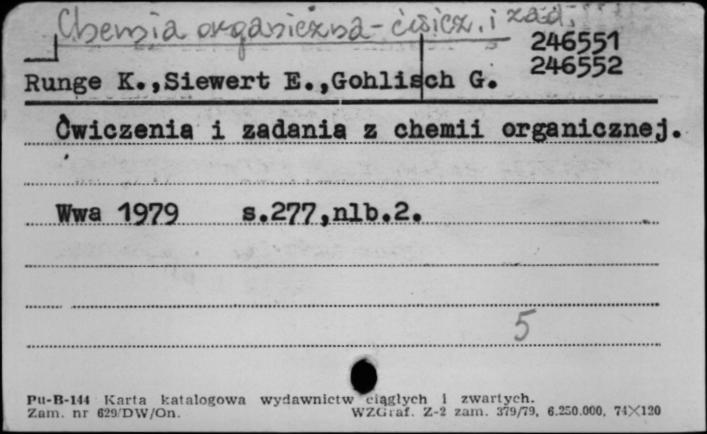 Chemia organiczna - ćwicz. i zad.
246551
246552
Runge K.,Siewert E.,Gohlisch G.
Ćwiczenia i zadania z chemii organicznej.
Wwa 1979 s.277,nlb.2.
5
Pu-B-144 Karta katalogowa wydawnictw ciągłych i zwartych.
Zam. nr 629/DW/On. WZGraf. Z-2 zam. 379/79, 6.250.000, 74×120